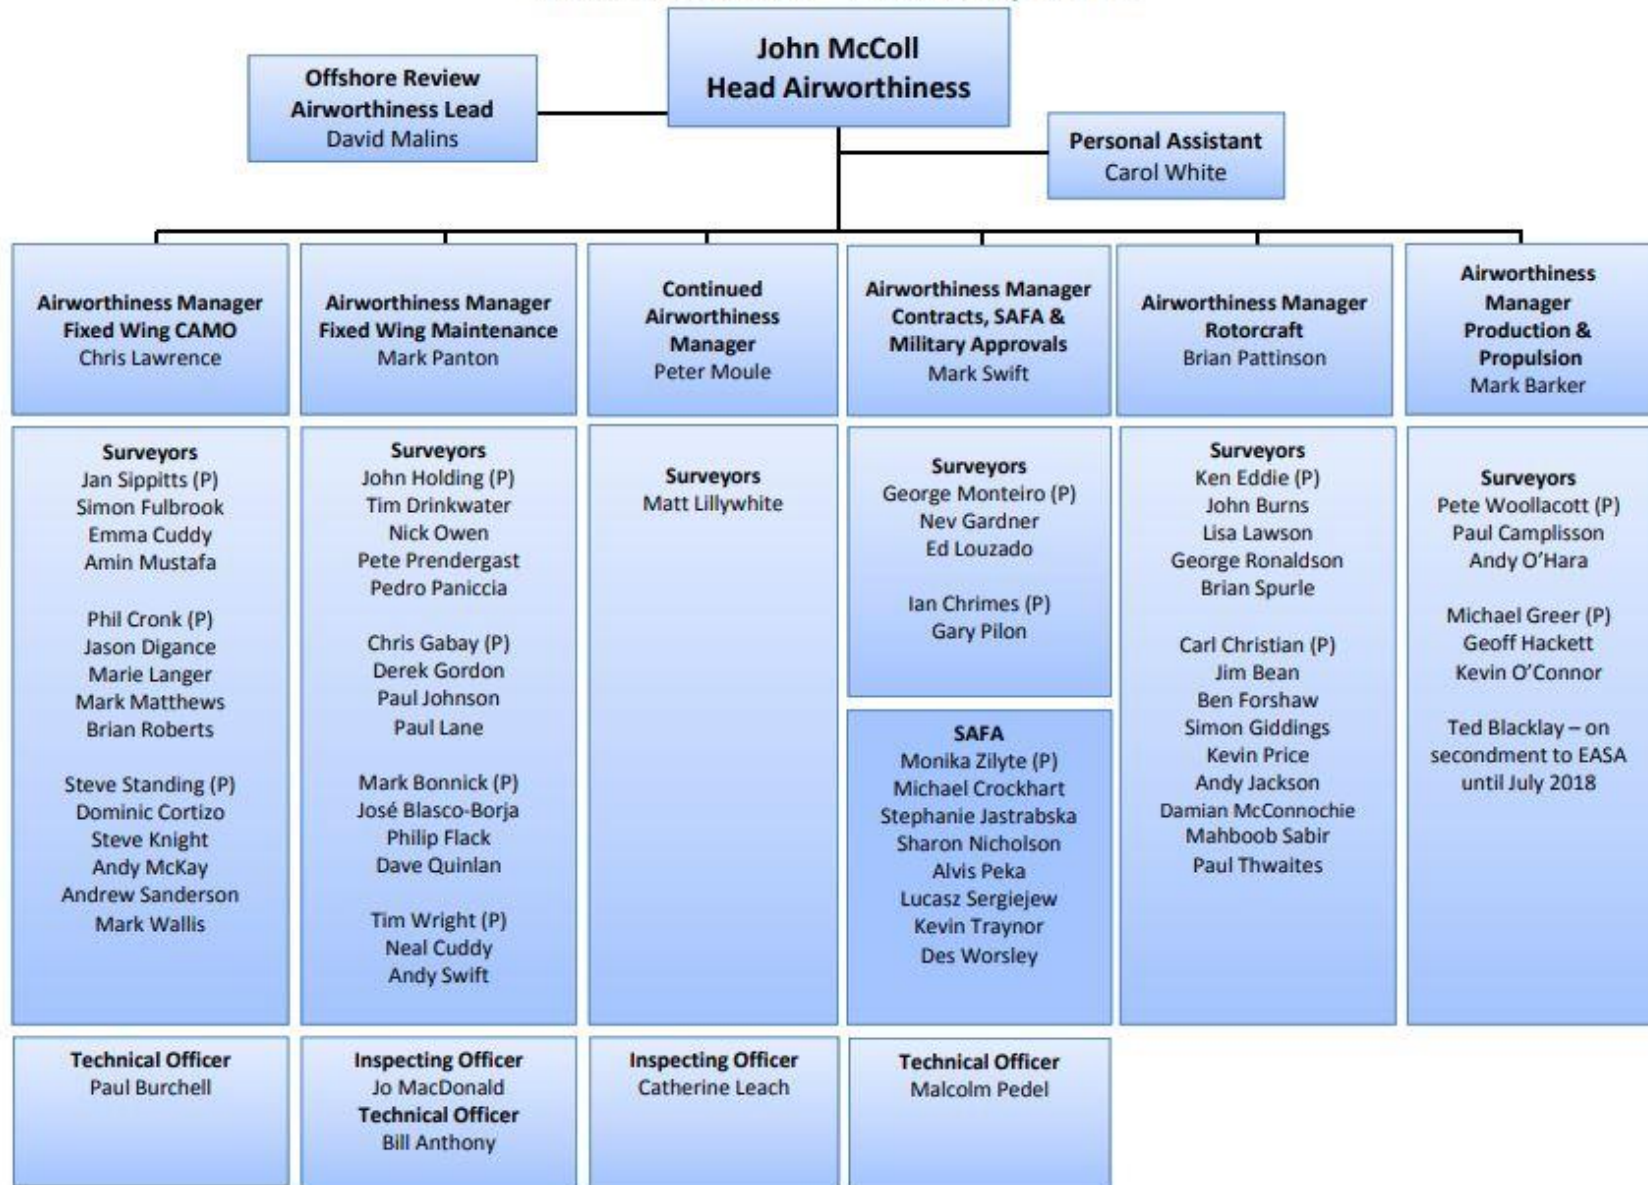 John McColl
Head Airworthiness
Offshore Review
Airworthiness Lead
David Malins
Personal Assistant
Carol White
Airworthiness Manager
Fixed Wing CAMO
Chris Lawrence
Airworthiness Manager
Fixed Wing Maintenance
Mark Panton
Continued
Airworthiness
Manager
Peter Moule
Airworthiness Manager
Contracts, SAFA &
Military Approvals
Mark Swift
Airworthiness Manager
Rotorcraft
Brian Pattinson
Airworthiness
Manager
Production &
Propulsion
Mark Barker
Surveyors
Jan Sippitts (P)
Simon Fulbrook
Emma Cuddy
Amin Mustafa
Phil Cronk (P)
Jason Digance
Marie Langer
Mark Matthews
Brian Roberts
Steve Standing (P)
Dominic Cortizo
Steve Knight
Andy McKay
Andrew Sanderson
Mark Wallis
Surveyors
John Holding (P)
Tim Drinkwater
Nick Owen
Pete Prendergast
Pedro Paniccia
Chris Gabay (P)
Derek Gordon
Paul Johnson
Paul Lane
Mark Bonnick (P)
José Blasco-Borja
Philip Flack
Dave Quinlan
Tim Wright (P)
Neal Cuddy
Andy Swift
Surveyors
Matt Lillywhite
Surveyors
George Monteiro (P)
Nev Gardner
Ed Louzado
Ian Chrimes (P)
Gary Pilon
SAFA
Monika Zilyte (P)
Michael Crockhart
Stephanie Jastrabska
Sharon Nicholson
Alvis Peka
Lucasz Sergiejew
Kevin Traynor
Des Worsley
Surveyors
Ken Eddie (P)
John Burns
Lisa Lawson
George Ronaldson
Brian Spurle
Carl Christian (P)
Jim Bean
Ben Forshaw
Simon Giddings
Kevin Price
Andy Jackson
Damian McConnochie
Mahboob Sabir
Paul Thwaites
Surveyors
Pete Woollacott (P)
Paul Camplisson
Andy O’Hara
Michael Greer (P)
Geoff Hackett
Kevin O’Connor
Ted Blacklay – on
secondment to EASA
until July 2018
Technical Officer
Paul Burchell
Inspecting Officer
Jo MacDonald
Technical Officer
Bill Anthony
Inspecting Officer
Catherine Leach
Technical Officer
Malcolm Pedel